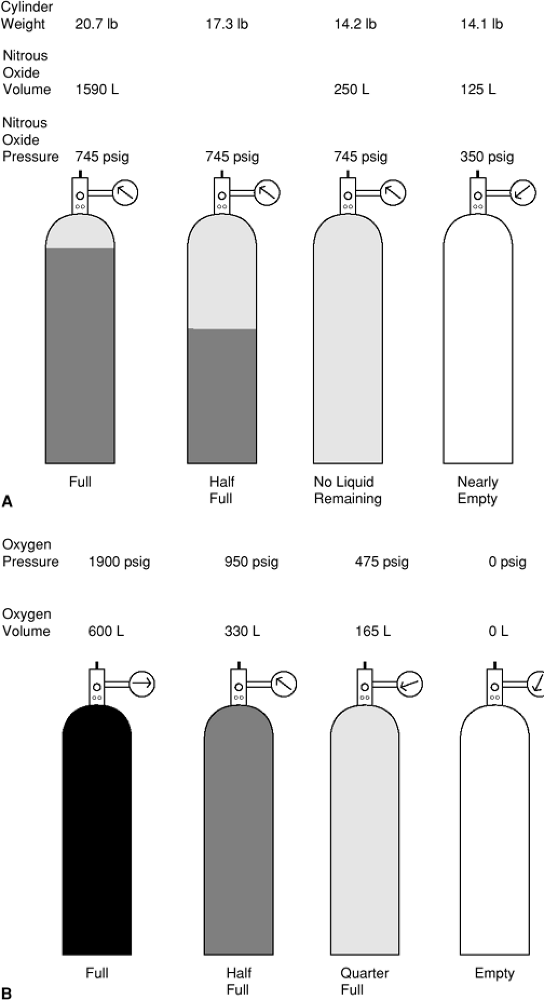 Cylinder
Weight 20.7 lb 17.3 lb 14.2 lb 14.1 lb
Nitrous
Oxide
Volume 1590 L 250 L 125 L
Nitrous
Oxide
Pressure 745 psig 745 psig 745 psig 350 psig
Full Half No Liquid Nearly
Full Remaining Empty
A
Oxygen
Pressure 1900 psig 950 psig 475 psig 0 psig
Oxygen
Volume 600 L 330 L 165 L 0 L
Full Half Quarter Empty
Full Full
B